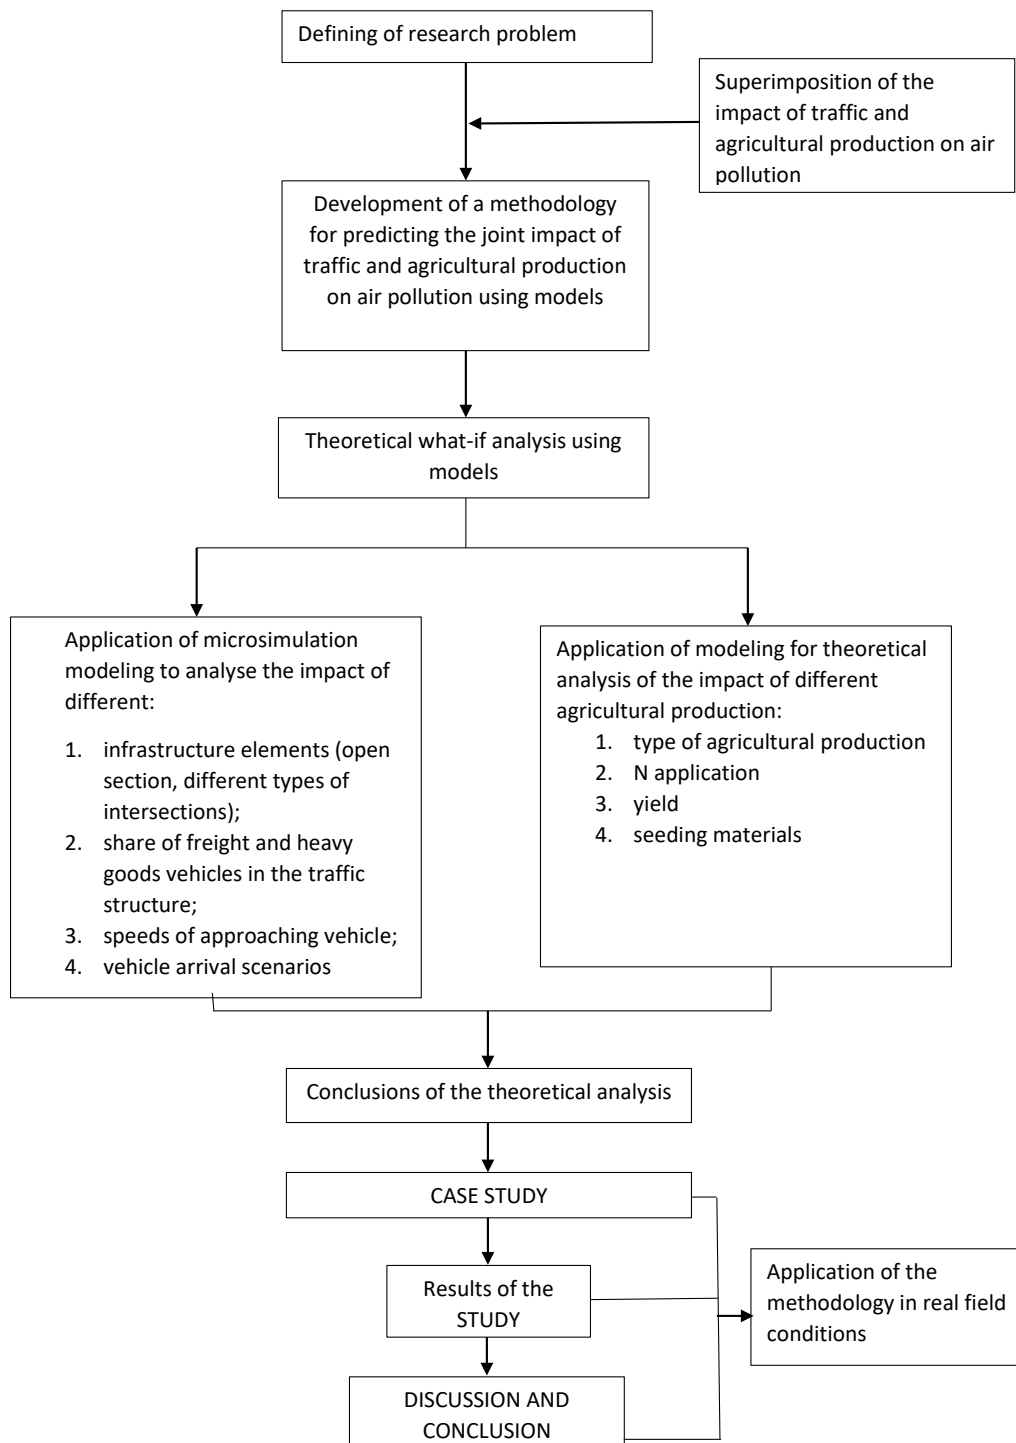 Defining of research problem
Superimposition of the
impact of traffic and
agricultural production on air
pollution
Development of a methodology
for predicting the joint impact of
traffic and agricultural production
on air pollution using models
Theoretical what-if analysis using
models
Application of microsimulation
modeling to analyse the impact of
different:
1. infrastructure elements (open
section, different types of
intersections);
2. share of freight and heavy
goods vehicles in the traffic
structure;
3. speeds of approaching vehicle;
4. vehicle arrival scenarios
Application of modeling for theoretical
analysis of the impact of different
agricultural production:
1. type of agricultural production
2. N application
3. yield
4. seeding materials
Conclusions of the theoretical analysis
CASE STUDY
Results of the
STUDY
Application of the
methodology in real field
conditions
DISCUSSION AND
CONCLUSION